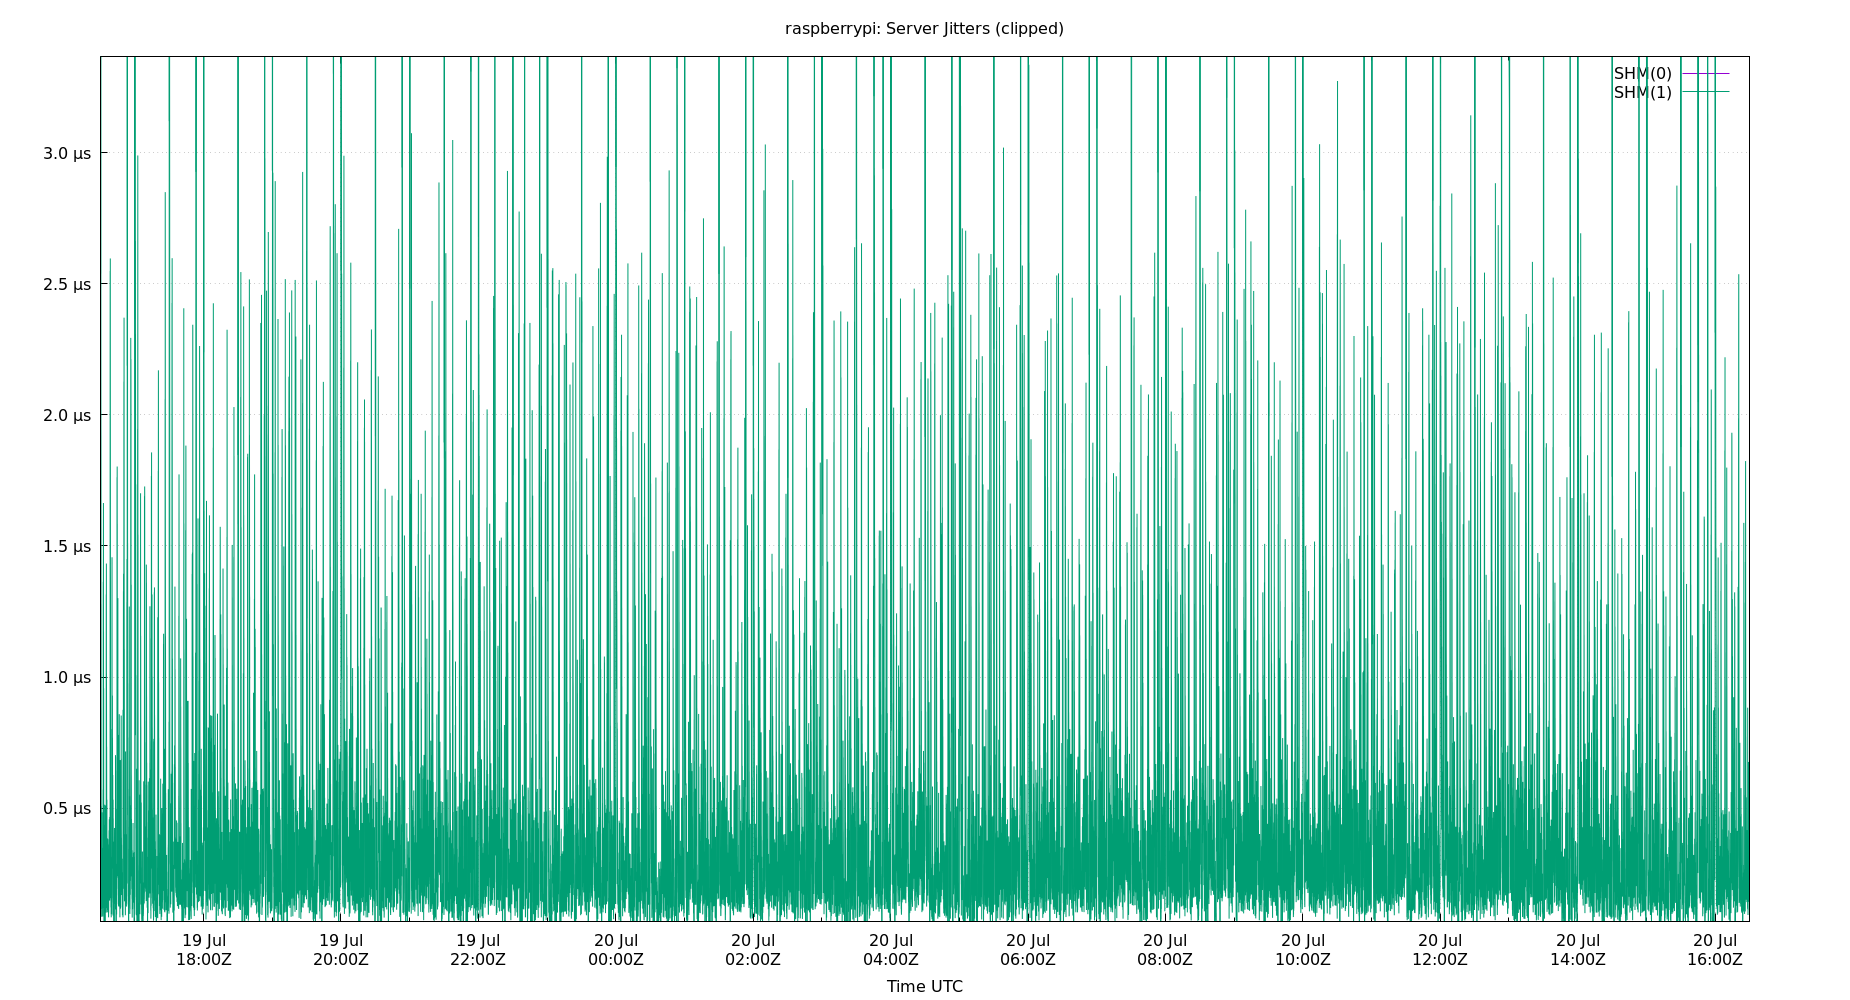 raspberrypi: Server Jitters (clipped)
SHM(0)
SHM(1)
3.0 µs
2.5 µs
2.0 µs
1.5 µs
1.0 µs
0.5 µs
19 Jul 19 Jul 19 Jul 20 Jul 20 Jul 20 Jul 20 Jul 20 Jul 20 Jul 20 Jul 20 Jul 20 Jul
18:00Z 20:00Z 22:00Z 00:00Z 02:00Z 04:00Z 06:00Z 08:00Z 10:00Z 12:00Z 14:00Z 16:00Z
Time UTC